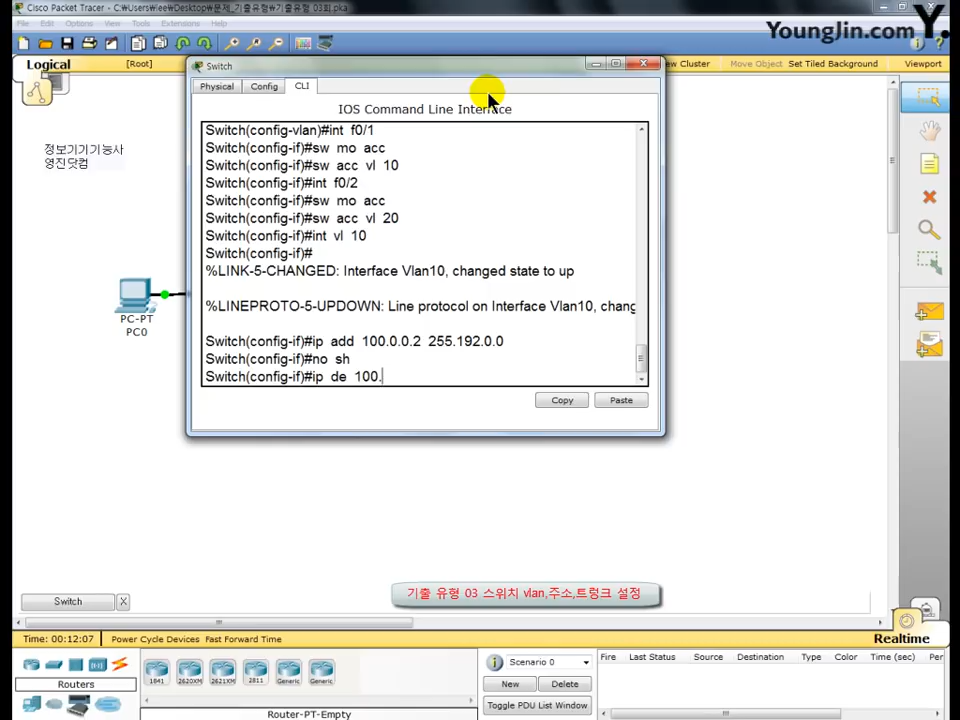 Cisco Packet Tracer - C:\Users\lee\Desktop\문제_기출유형\기출유형 03회.pka
File Edit Options View Tools Extensions Help
YoungJin.com Y.
Logical
[Root]
New Cluster
Move Object
Set Tiled Background
Viewport
Switch
Physical
Config
CLI
IOS Command Line Interface
Switch(config-vlan)#int f0/1
Switch(config-if)#sw mo acc
Switch(config-if)#sw acc vl 10
Switch(config-if)#int f0/2
Switch(config-if)#sw mo acc
Switch(config-if)#sw acc vl 20
Switch(config-if)#int vl 10
Switch(config-if)#
%LINK-5-CHANGED: Interface Vlan10, changed state to up
%LINEPROTO-5-UPDOWN: Line protocol on Interface Vlan10, chang
Switch(config-if)#ip add 100.0.0.2 255.192.0.0
Switch(config-if)#no sh
Switch(config-if)#ip de 100.
Copy
Paste
정보기기기능사
영진닷컴
PC-PT
PC0
기출 유형 03 스위치 vlan,주소,트렁크 설정
Switch
X
Time: 00:12:07
Power Cycle Devices Fast Forward Time
Realtime
Routers
1841
2620XM
2621XM
2811
Generic
Generic
Router-PT-Empty
Scenario 0
New
Delete
Toggle PDU List Window
Fire
Last Status
Source
Destination
Type
Color
Time (sec)
Per